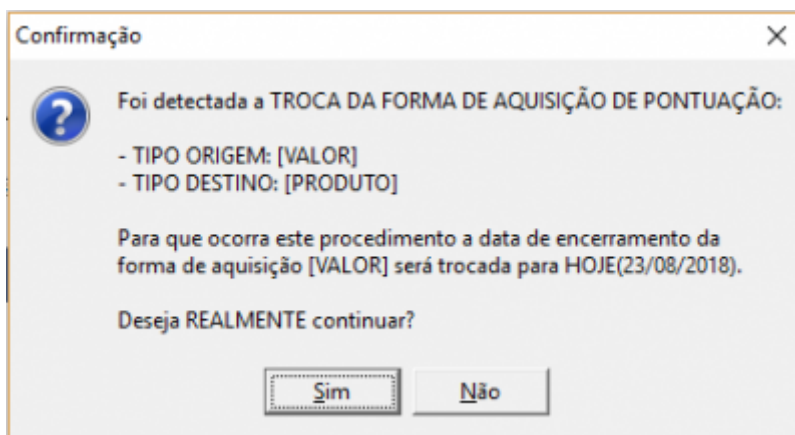 Confirmação
Foi detectada a TROCA DA FORMA DE AQUISIÇÃO DE PONTUAÇÃO:
- TIPO ORIGEM: [VALOR]
- TIPO DESTINO: [PRODUTO]
Para que ocorra este procedimento a data de encerramento da
forma de aquisição [VALOR] será trocada para HOJE(23/08/2018).
Deseja REALMENTE continuar?
Sim Não